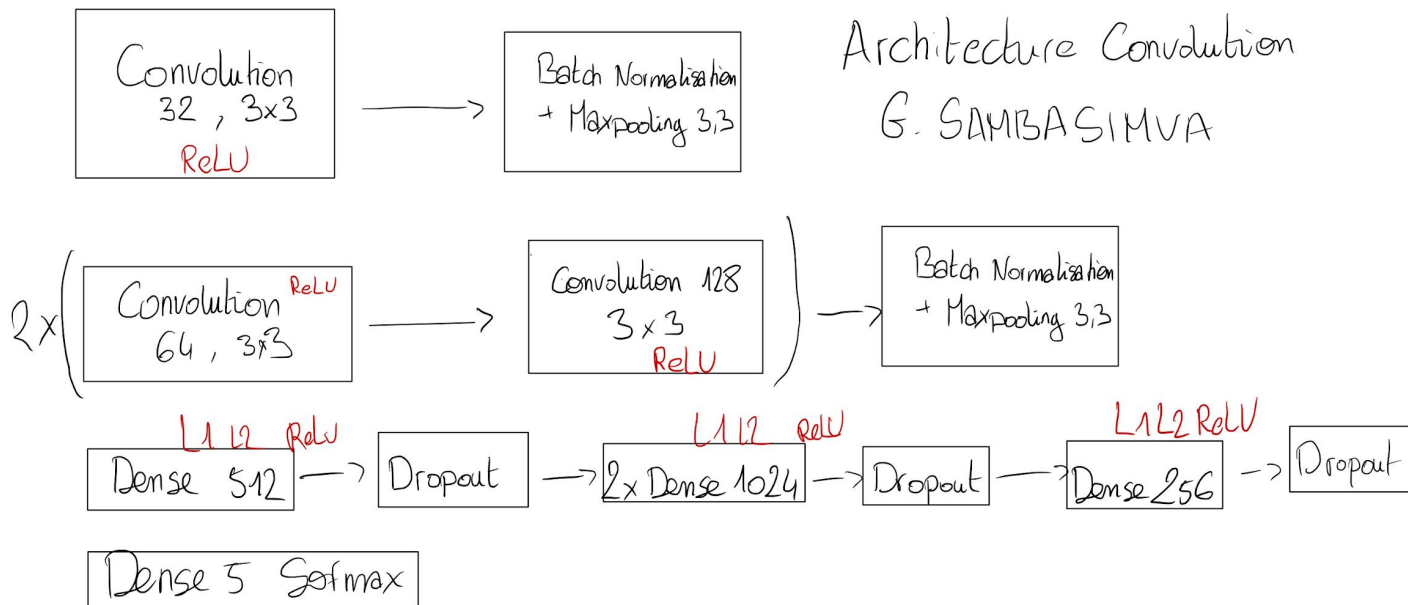 Architecture Convolution
G. SAMBASIMVA
Convolution
32 , 3x3
ReLU
Batch Normalisation
+ Maxpooling 3,3
2x
Convolution ReLU
64 , 3x3
Convolution 128
3 x 3
ReLU
Batch Normalisation
+ Maxpooling 3,3
L1 L2 ReLU
Dense 512
Dropout
L1 L2 ReLU
2x Dense 1024
Dropout
L1 L2 ReLU
Dense 256
Dropout
Dense 5 Sofmax